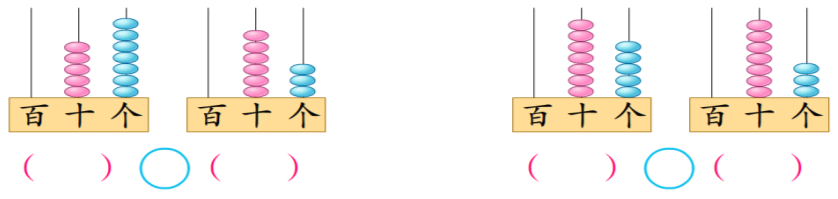 百 十 个 百 十 个 百 十 个 百 十 个
( ) ○ ( ) ( ) ○ ( )